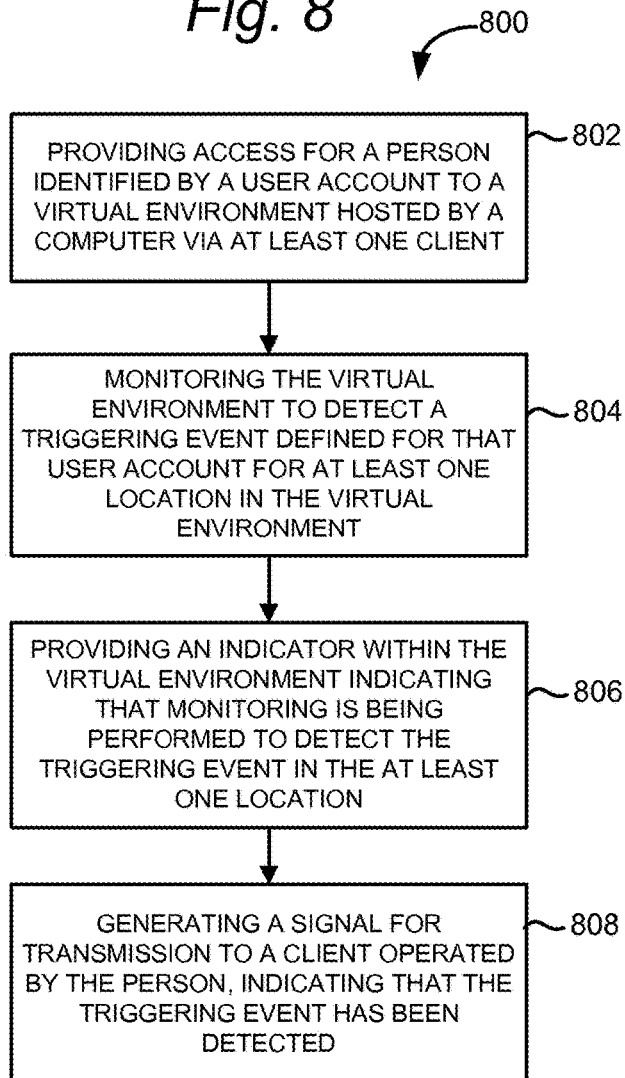 Fig. 8
800
PROVIDING ACCESS FOR A PERSON
IDENTIFIED BY A USER ACCOUNT TO A
VIRTUAL ENVIRONMENT HOSTED BY A
COMPUTER VIA AT LEAST ONE CLIENT
802
MONITORING THE VIRTUAL
ENVIRONMENT TO DETECT A
TRIGGERING EVENT DEFINED FOR THAT
USER ACCOUNT FOR AT LEAST ONE
LOCATION IN THE VIRTUAL
ENVIRONMENT
804
PROVIDING AN INDICATOR WITHIN THE
VIRTUAL ENVIRONMENT INDICATING
THAT MONITORING IS BEING
PERFORMED TO DETECT THE
TRIGGERING EVENT IN THE AT LEAST
ONE LOCATION
806
GENERATING A SIGNAL FOR
TRANSMISSION TO A CLIENT OPERATED
BY THE PERSON, INDICATING THAT THE
TRIGGERING EVENT HAS BEEN
DETECTED
808